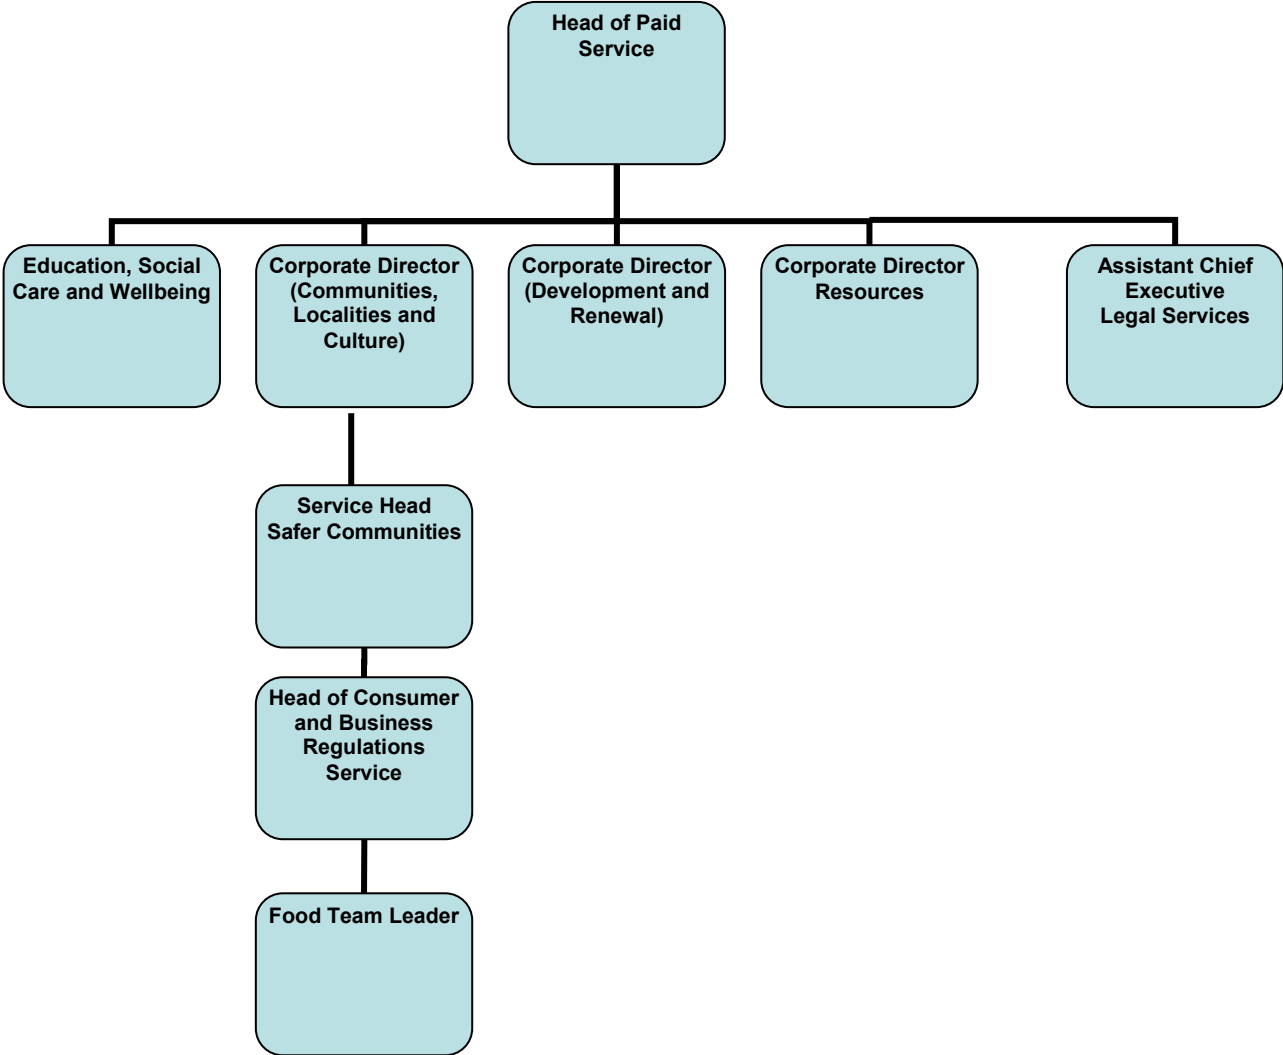 Head of Paid
Service
Education, Social
Care and Wellbeing
Corporate Director
(Communities,
Localities and
Culture)
Corporate Director
(Development and
Renewal)
Corporate Director
Resources
Assistant Chief
Executive
Legal Services
Service Head
Safer Communities
Head of Consumer
and Business
Regulations
Service
Food Team Leader